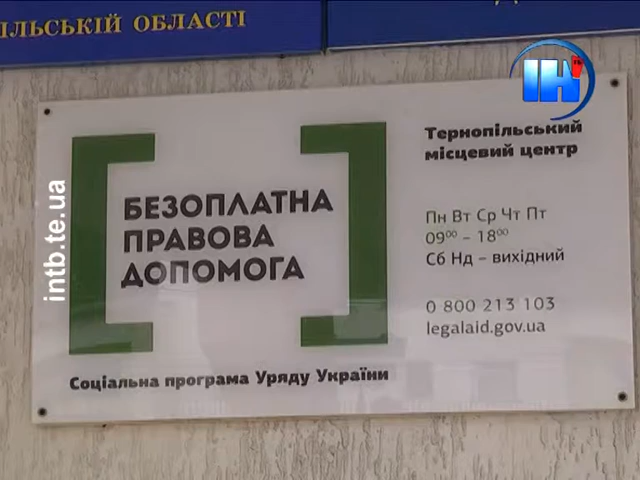 ІЛЬСЬКІЙ ОБЛАСТІ
ІНТБ
Тернопільський
місцевий центр
БЕЗОПЛАТНА
ПРАВОВА
ДОПОМОГА
Пн Вт Ср Чт Пт
09⁰⁰ – 18⁰⁰
Сб Нд – вихідний
0 800 213 103
legalaid.gov.ua
Соціальна програма Уряду України
intb.te.ua